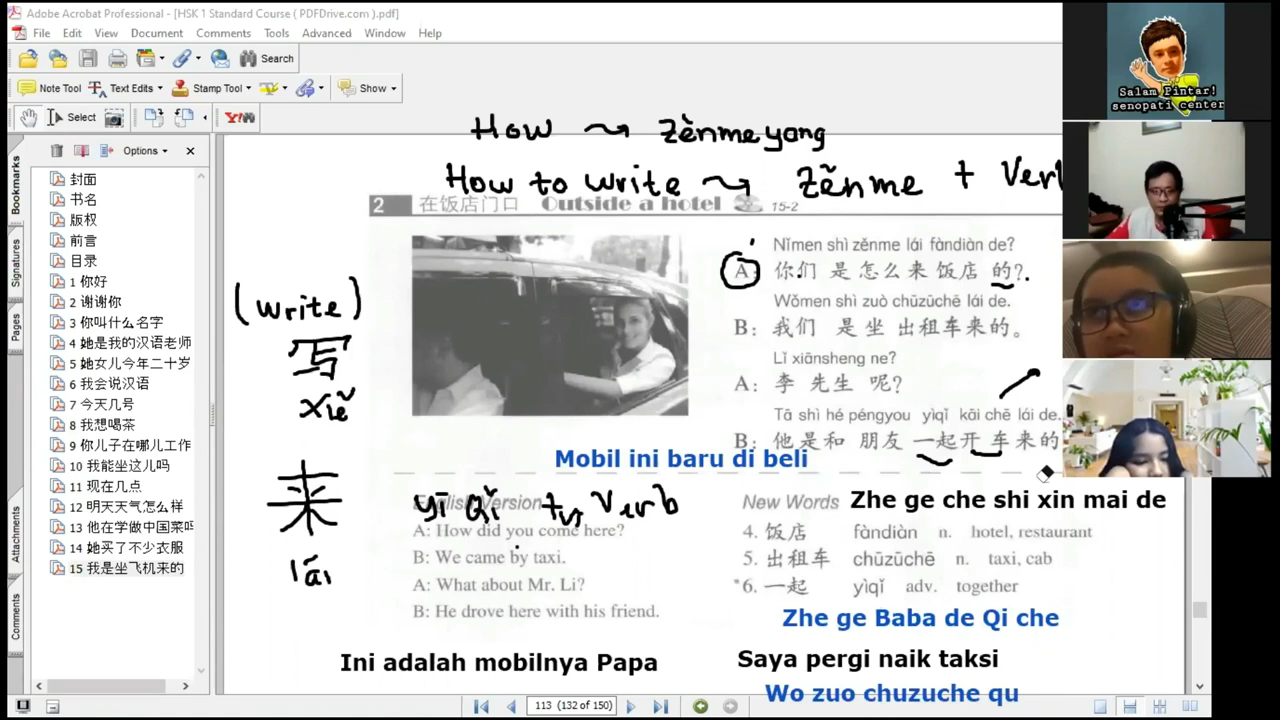 Adobe Acrobat Professional - [HSK 1 Standard Course ( PDFDrive.com ).pdf]
File Edit View Document Comments Tools Advanced Window Help
Search
Note Tool Text Edits Stamp Tool Show
Select Y!
Options
Bookmarks
Signatures
Pages
Attachments
Comments
封面
书名
版权
前言
目录
1 你好
2 谢谢你
3 你叫什么名字
4 她是我的汉语老师
5 她女儿今年二十岁
6 我会说汉语
7 今天几号
8 我想喝茶
9 你儿子在哪儿工作
10 我能坐这儿吗
11 现在几点
12 明天天气怎么样
13 他在学做中国菜吗
14 她买了不少衣服
15 我是坐飞机来的
How → zènmeyang
How to write → zěnme + Verb
2 在饭店门口 Outside a hotel 15-2
Nǐmen shì zěnme lái fàndiàn de?
A: 你们 是 怎么 来 饭店 的?
Wǒmen shì zuò chūzūchē lái de.
B: 我们 是 坐 出租车 来 的。
Lǐ xiānsheng ne?
A: 李 先生 呢?
Tā shì hé péngyou yìqǐ kāi chē lái de.
B: 他 是 和 朋友 一起 开 车 来 的
(write)
写
xiě
来
lái
Mobil ini baru di beli
yī Qǐ + Verb
English Version
A: How did you come here?
B: We came by taxi.
A: What about Mr. Li?
B: He drove here with his friend.
New Words
Zhe ge che shi xin mai de
4. 饭店 fàndiàn n. hotel, restaurant
5. 出租车 chūzūchē n. taxi, cab
*6. 一起 yìqǐ adv. together
Zhe ge Baba de Qi che
Ini adalah mobilnya Papa
Saya pergi naik taksi
Wo zuo chuzuche qu
113 (132 of 150)
Salam Pintar!
senopati center